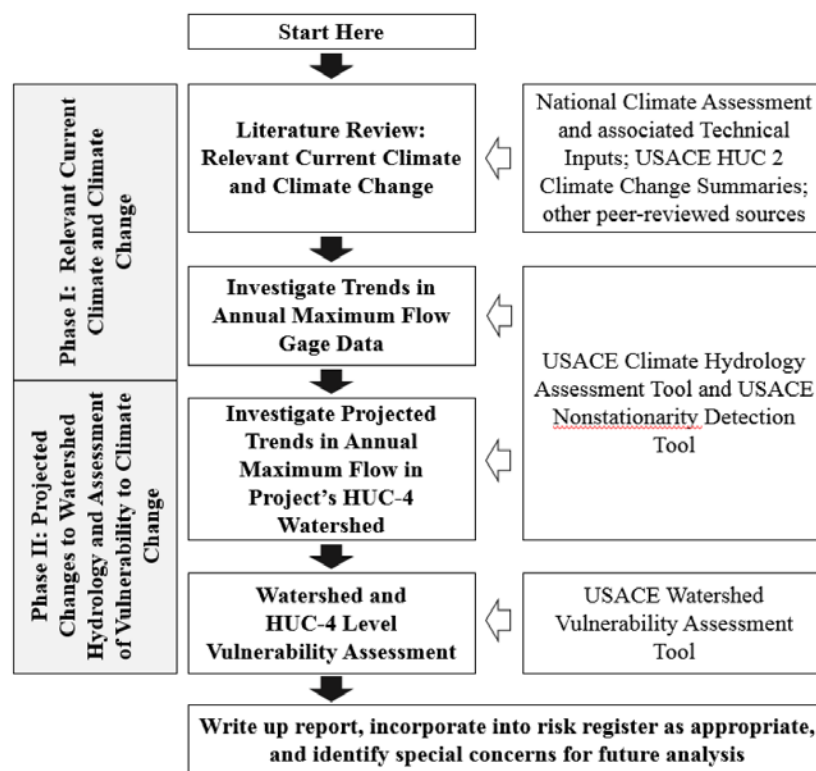 Start Here
Phase I:  Relevant Current
Climate and Climate
Change
Literature Review:
Relevant Current Climate
and Climate Change
National Climate Assessment
and associated Technical
Inputs; USACE HUC 2
Climate Change Summaries;
other peer-reviewed sources
Investigate Trends in
Annual Maximum Flow
Gage Data
USACE Climate Hydrology
Assessment Tool and USACE
Nonstationarity Detection
Tool
Phase II: Projected
Changes to Watershed
Hydrology and Assessment
of Vulnerability to Climate
Change
Investigate Projected
Trends in Annual
Maximum Flow in
Project’s HUC-4
Watershed
Watershed and
HUC-4 Level
Vulnerability Assessment
USACE Watershed
Vulnerability Assessment
Tool
Write up report, incorporate into risk register as appropriate,
and identify special concerns for future analysis